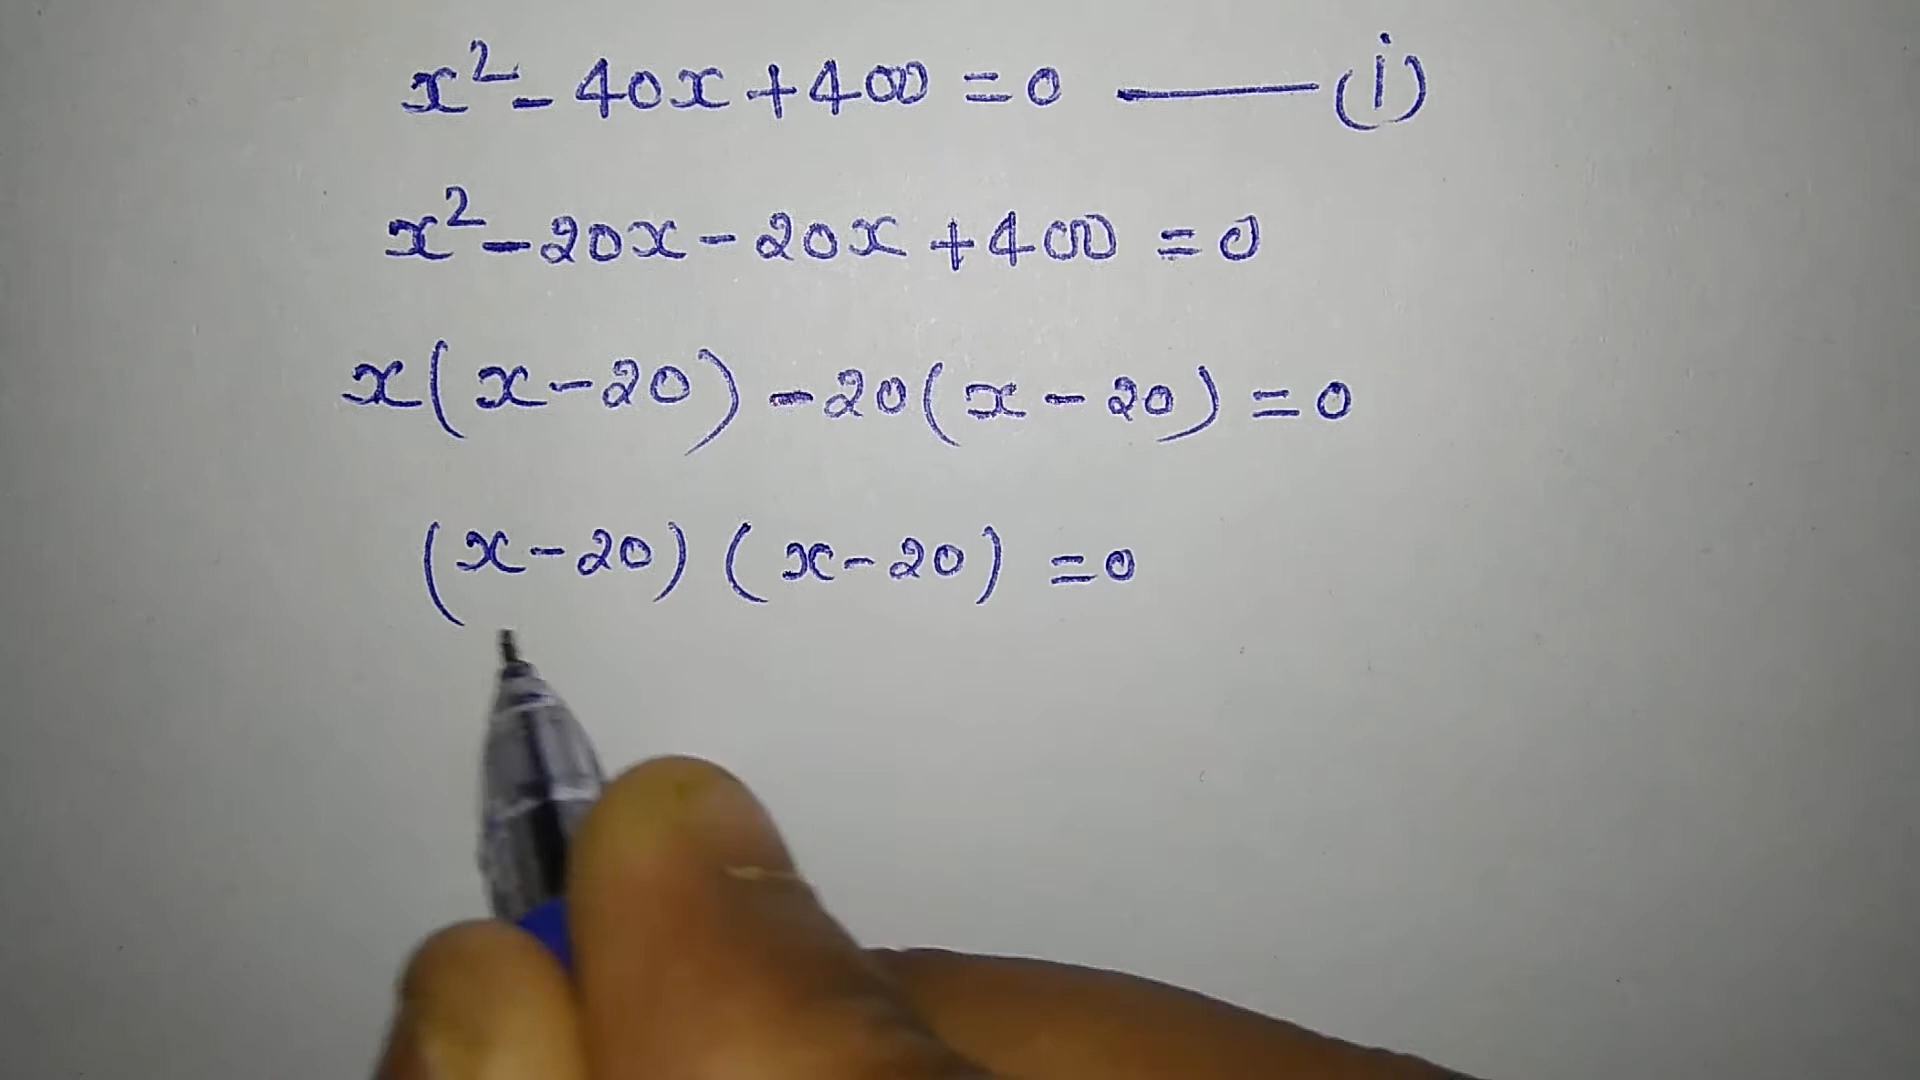 x² - 40x + 400 = 0 —— (i)
x² - 20x - 20x + 400 = 0
x(x - 20) - 20(x - 20) = 0
(x - 20) (x - 20) = 0